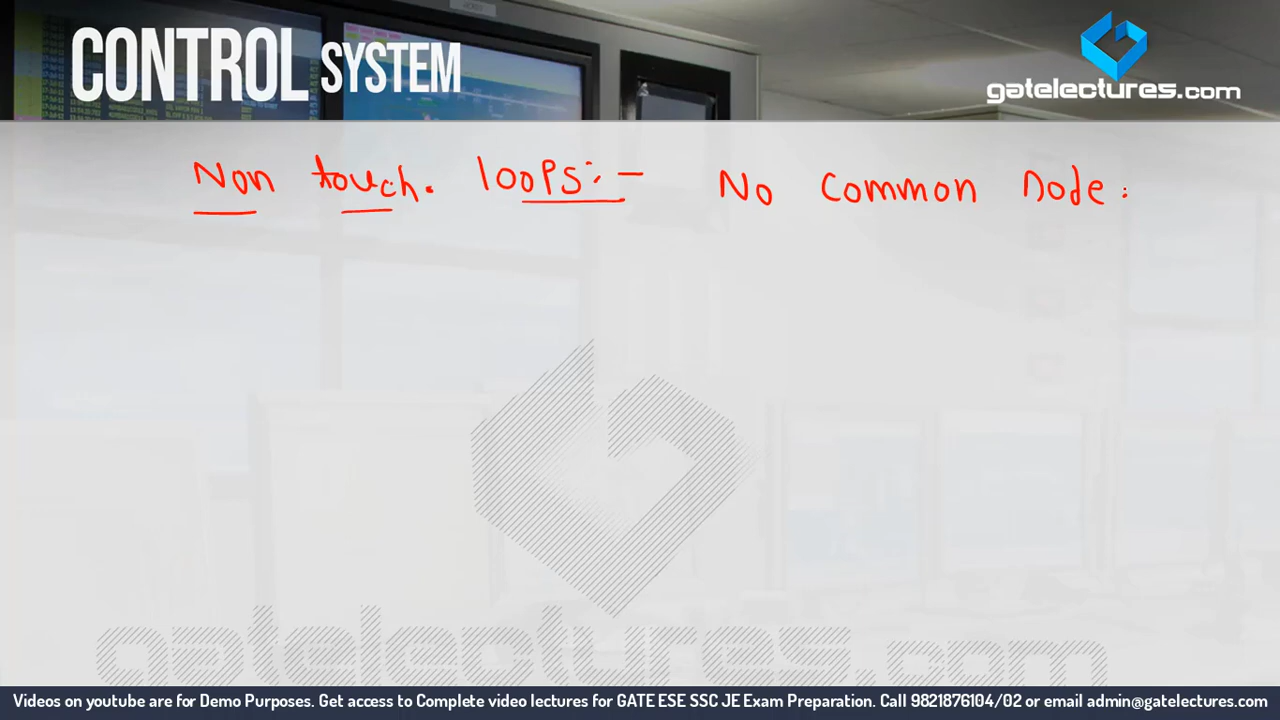 CONTROL SYSTEM
gatelectures.com
Non touch. loops:- No common node:
gatelectures.com
Videos on youtube are for Demo Purposes. Get access to Complete video lectures for GATE ESE SSC JE Exam Preparation. Call 9821876104/02 or email admin@gatelectures.com